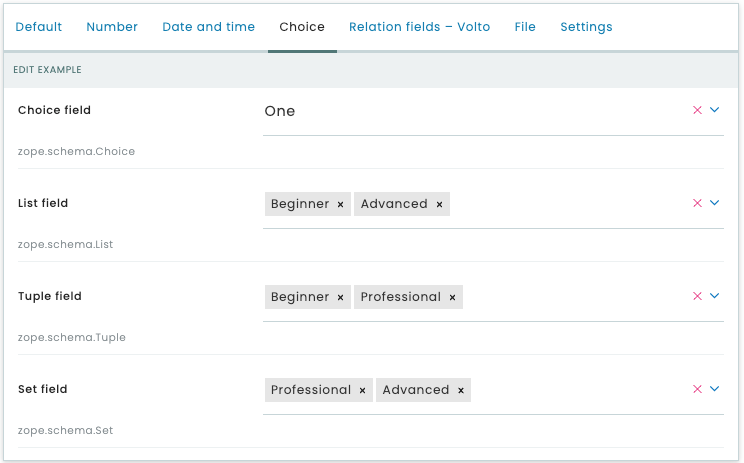 Default Number Date and time Choice Relation fields – Volto File Settings
EDIT EXAMPLE
Choice field One
zope.schema.Choice
List field Beginner × Advanced ×
zope.schema.List
Tuple field Beginner × Professional ×
zope.schema.Tuple
Set field Professional × Advanced ×
zope.schema.Set